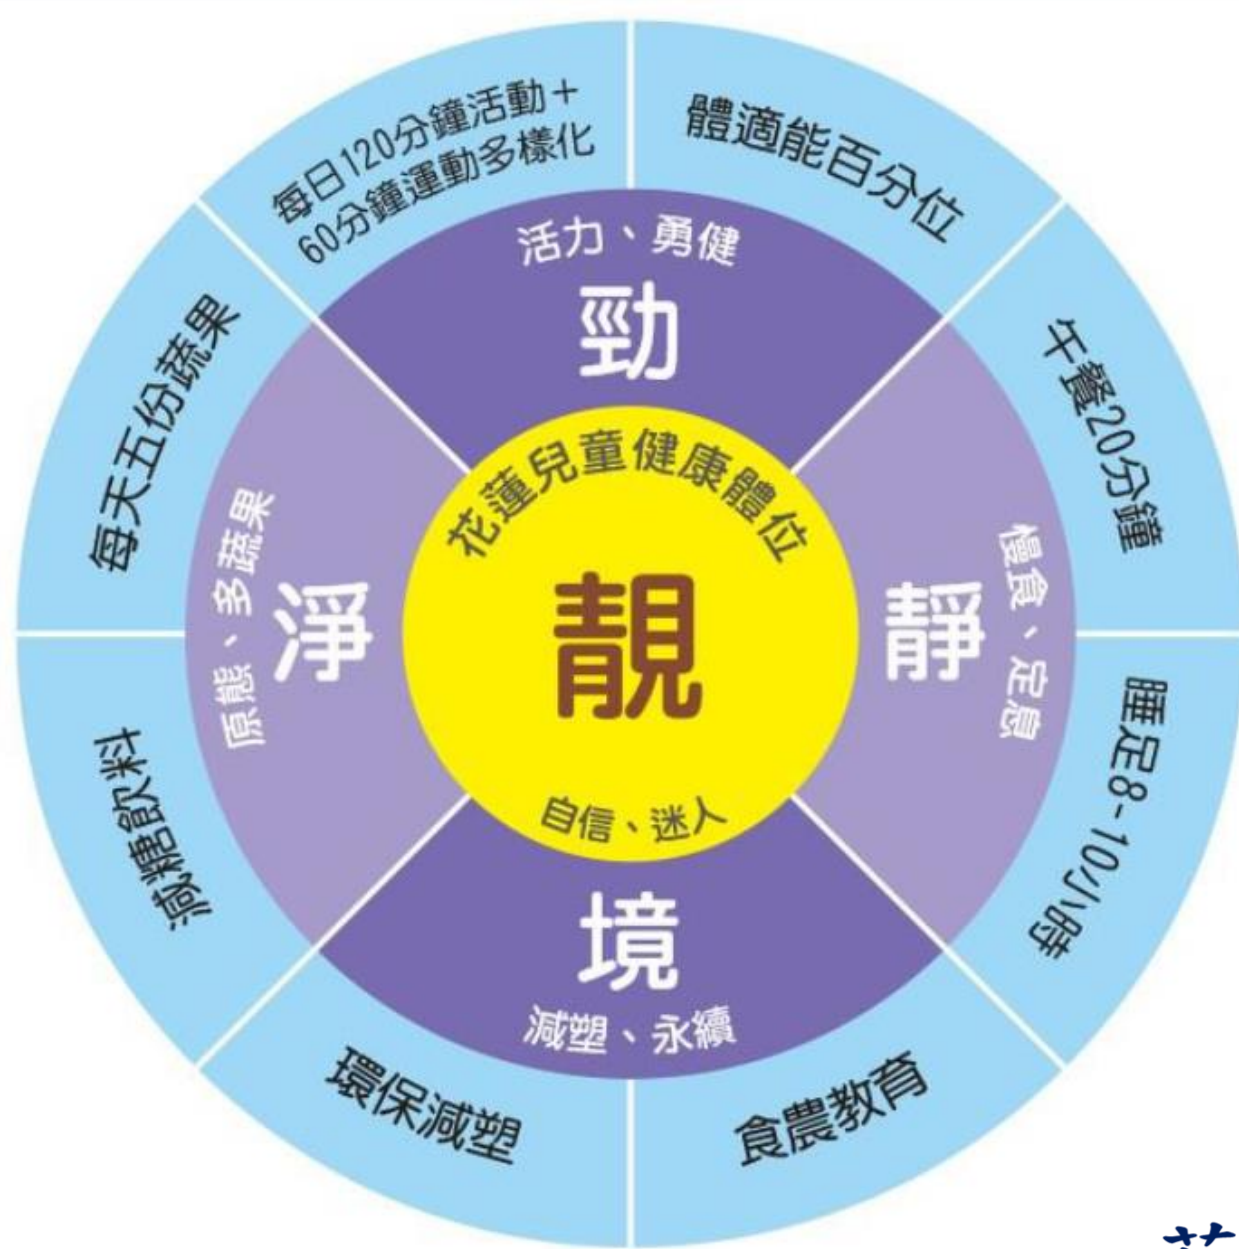 每日120分鐘活動+
60分鐘運動多樣化
體適能百分位
午餐20分鐘
睡足8-10小時
食農教育
環保減塑
減糖飲料
每天五份蔬果
活力、勇健
勁
慢食、定息
靜
境
減塑、永續
原態、多蔬果
淨
花蓮兒童健康體位
靚
自信、迷人